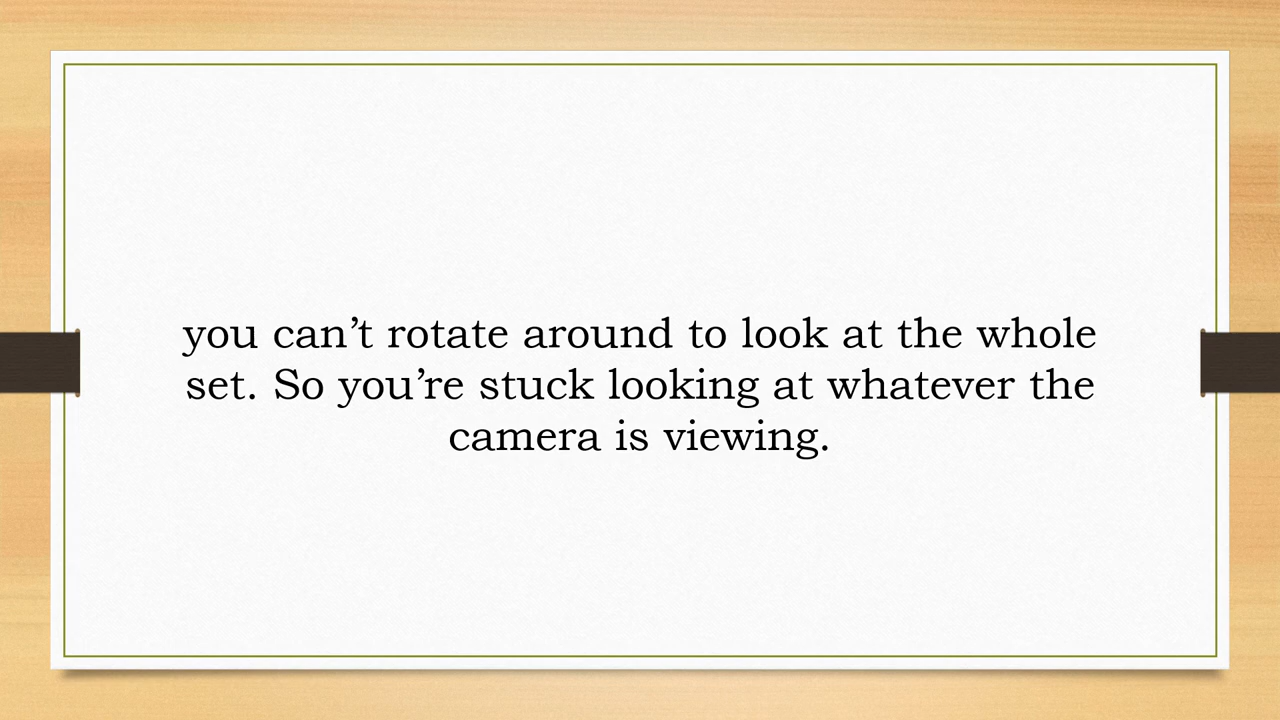 you can’t rotate around to look at the whole
set. So you’re stuck looking at whatever the
camera is viewing.